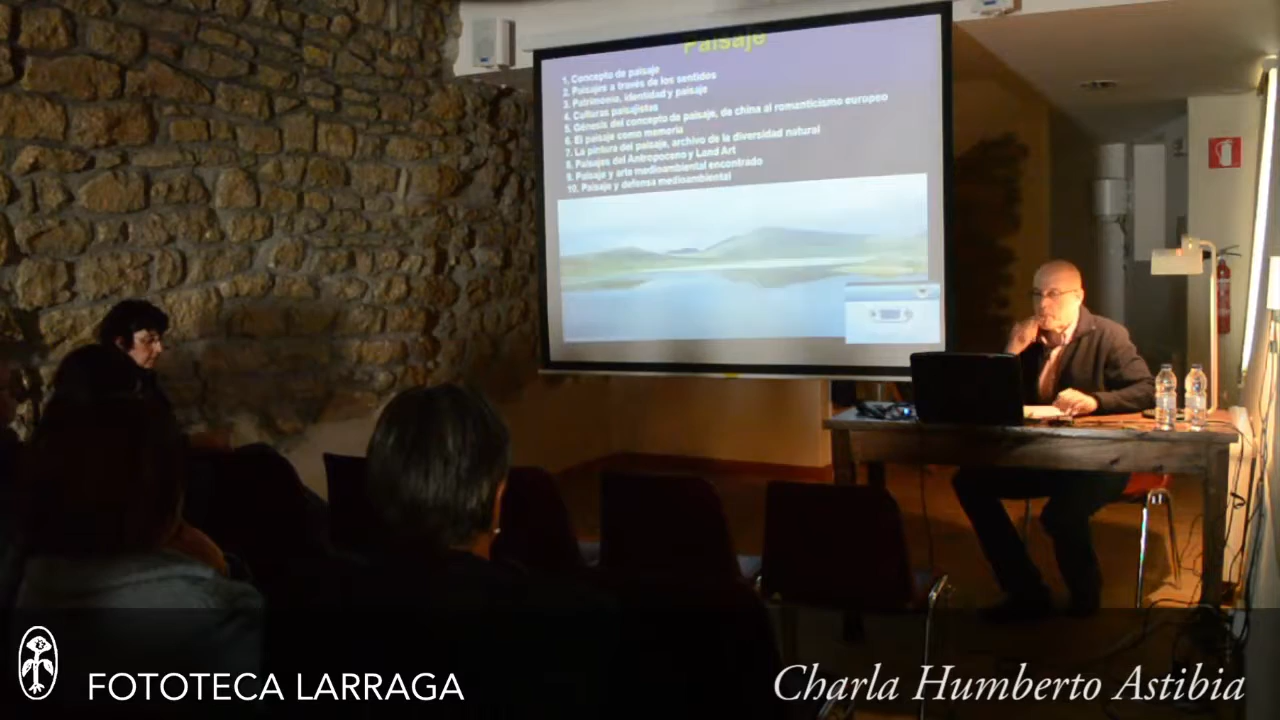 Paisaje
1. Concepto de paisaje
2. Paisajes a través de los sentidos
3. Patrimonio, identidad y paisaje
4. Culturas paisajistas
5. Génesis del concepto de paisaje, de china al romanticismo europeo
6. El paisaje como memoria
7. La pintura del paisaje, archivo de la diversidad natural
8. Paisajes del Antropoceno y Land Art
9. Paisaje y arte medioambiental encontrado
10. Paisaje y defensa medioambiental
FOTOTECA LARRAGA
Charla Humberto Astibia